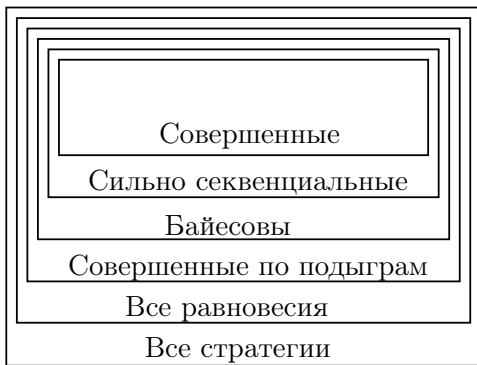 Совершенные
Сильно секвенциальные
Байесовы
Совершенные по подыграм
Все равновесия
Все стратегии